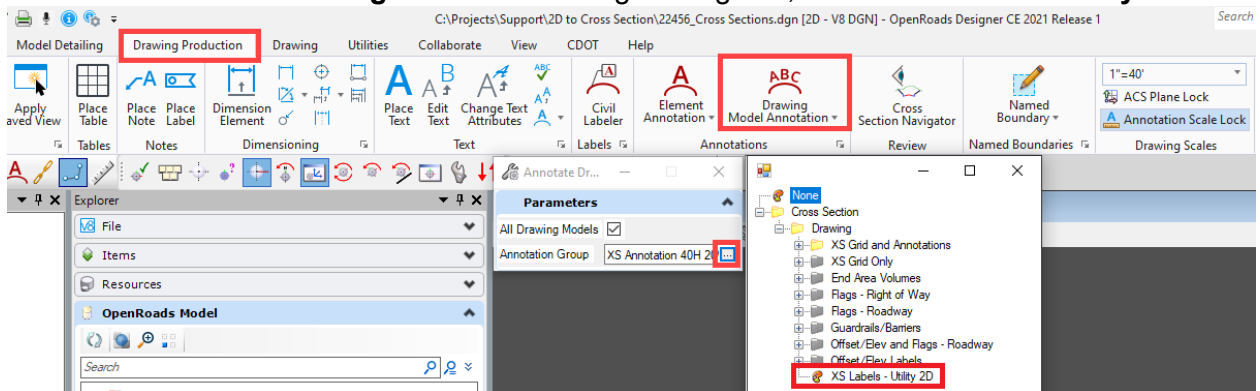 C:\Projects\Support\2D to Cross Section\22456_Cross Sections.dgn [2D - V8 DGN] - OpenRoads Designer CE 2021 Release 1
Search
Model Detailing Drawing Production Drawing Utilities Collaborate View CDOT Help
Apply
Saved View
Place
Table
Place
Note
Place
Label
Dimension
Element
Place
Text
Edit
Text
Change Text
Attributes
Civil
Labeler
Element
Annotation
Drawing
Model Annotation
Cross
Section Navigator
Named
Boundary
1"=40'
ACS Plane Lock
Annotation Scale Lock
Tables Notes Dimensioning Text Labels Annotations Review Named Boundaries Drawing Scales
Explorer
File
Items
Resources
OpenRoads Model
Search
Annotate Dr...
Parameters
All Drawing Models
Annotation Group XS Annotation 40H 20 ...
None
Cross Section
Drawing
XS Grid and Annotations
XS Grid Only
End Area Volumes
Flags - Right of Way
Flags - Roadway
Guardrails/Barriers
Offset/Elev and Flags - Roadway
Offset/Elev Labels
XS Labels - Utility 2D